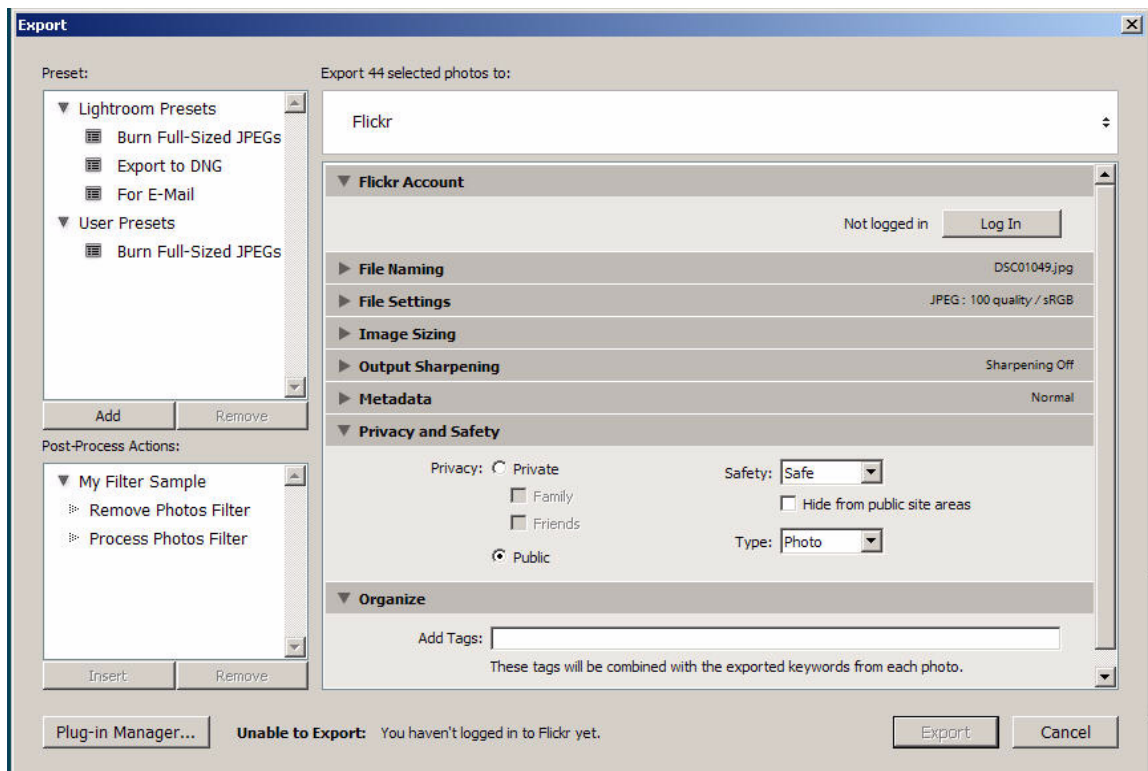 Export
Preset:
Lightroom Presets
Burn Full-Sized JPEGs
Export to DNG
For E-Mail
User Presets
Burn Full-Sized JPEGs
Add Remove
Post-Process Actions:
My Filter Sample
Remove Photos Filter
Process Photos Filter
Insert Remove
Export 44 selected photos to:
Flickr
Flickr Account
Not logged in Log In
File Naming DSC01049.jpg
File Settings JPEG : 100 quality / sRGB
Image Sizing
Output Sharpening Sharpening Off
Metadata Normal
Privacy and Safety
Privacy: Private
Family
Friends
Public
Safety: Safe
Hide from public site areas
Type: Photo
Organize
Add Tags:
These tags will be combined with the exported keywords from each photo.
Plug-in Manager... Unable to Export: You haven't logged in to Flickr yet. Export Cancel